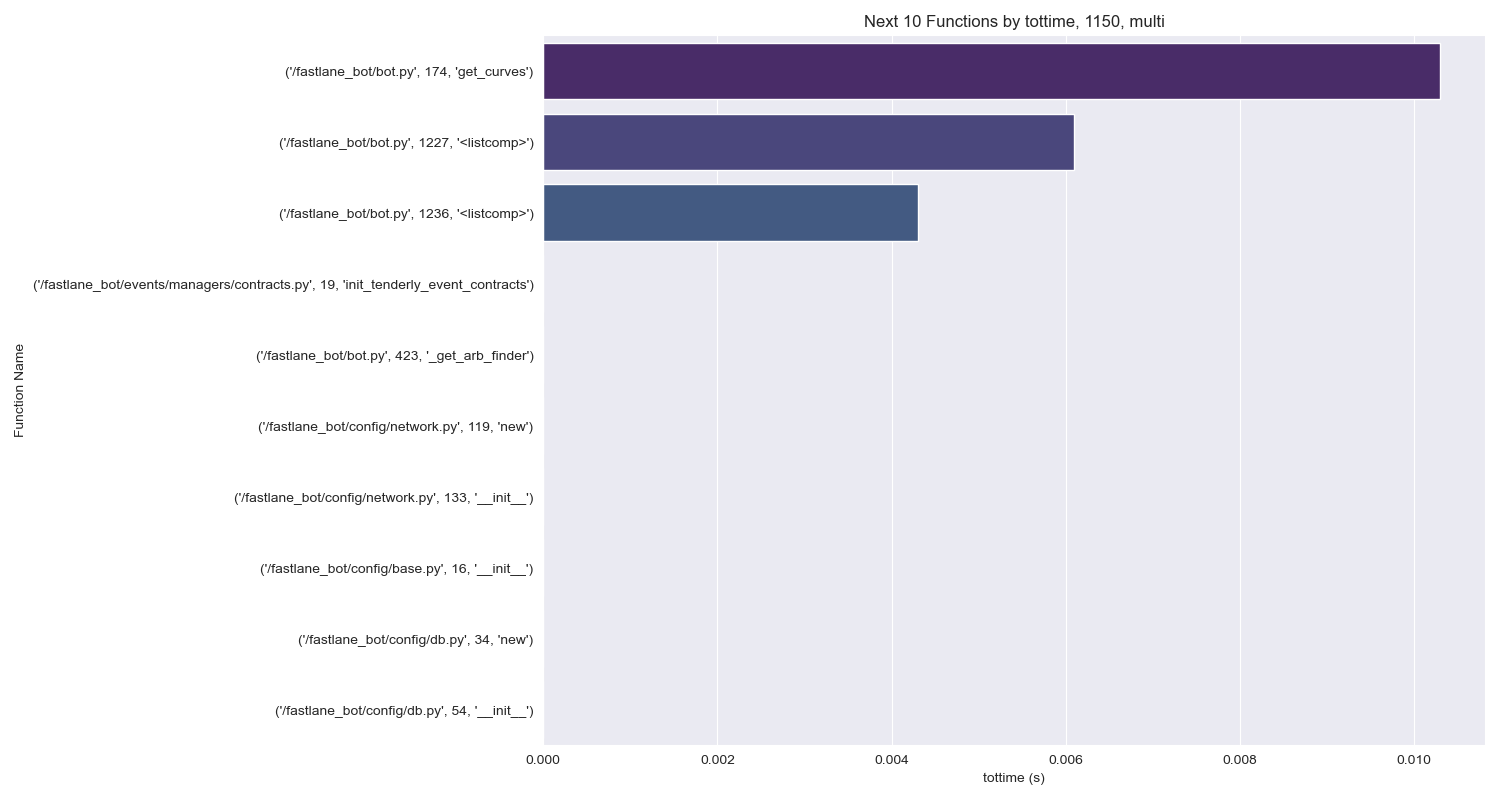 Next 10 Functions by tottime, 1150, multi
('/fastlane_bot/bot.py', 174, 'get_curves')
('/fastlane_bot/bot.py', 1227, '<listcomp>')
('/fastlane_bot/bot.py', 1236, '<listcomp>')
('/fastlane_bot/events/managers/contracts.py', 19, 'init_tenderly_event_contracts')
('/fastlane_bot/bot.py', 423, '_get_arb_finder')
('/fastlane_bot/config/network.py', 119, 'new')
('/fastlane_bot/config/network.py', 133, '__init__')
('/fastlane_bot/config/base.py', 16, '__init__')
('/fastlane_bot/config/db.py', 34, 'new')
('/fastlane_bot/config/db.py', 54, '__init__')
Function Name
0.000 0.002 0.004 0.006 0.008 0.010
tottime (s)